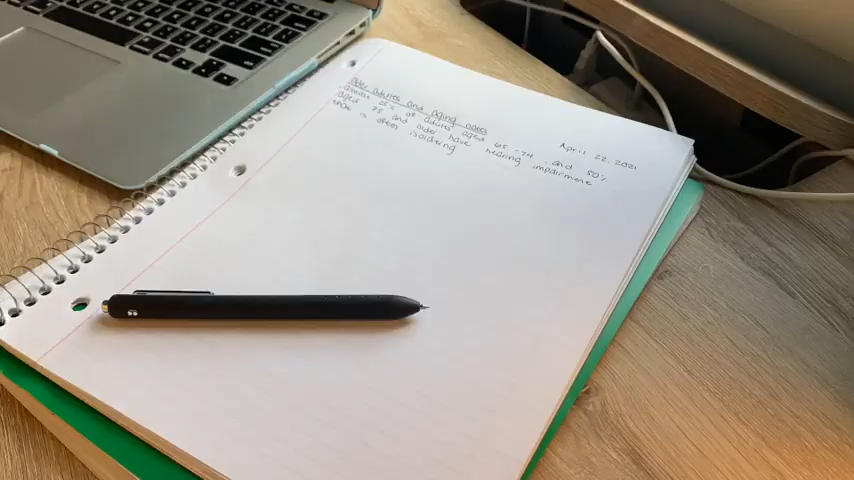 Older adults and Aging notes
April 22, 2021
Almost 25% of adults aged 65-74 and 50%
aged 75 and older have hearing impairment
is often isolating